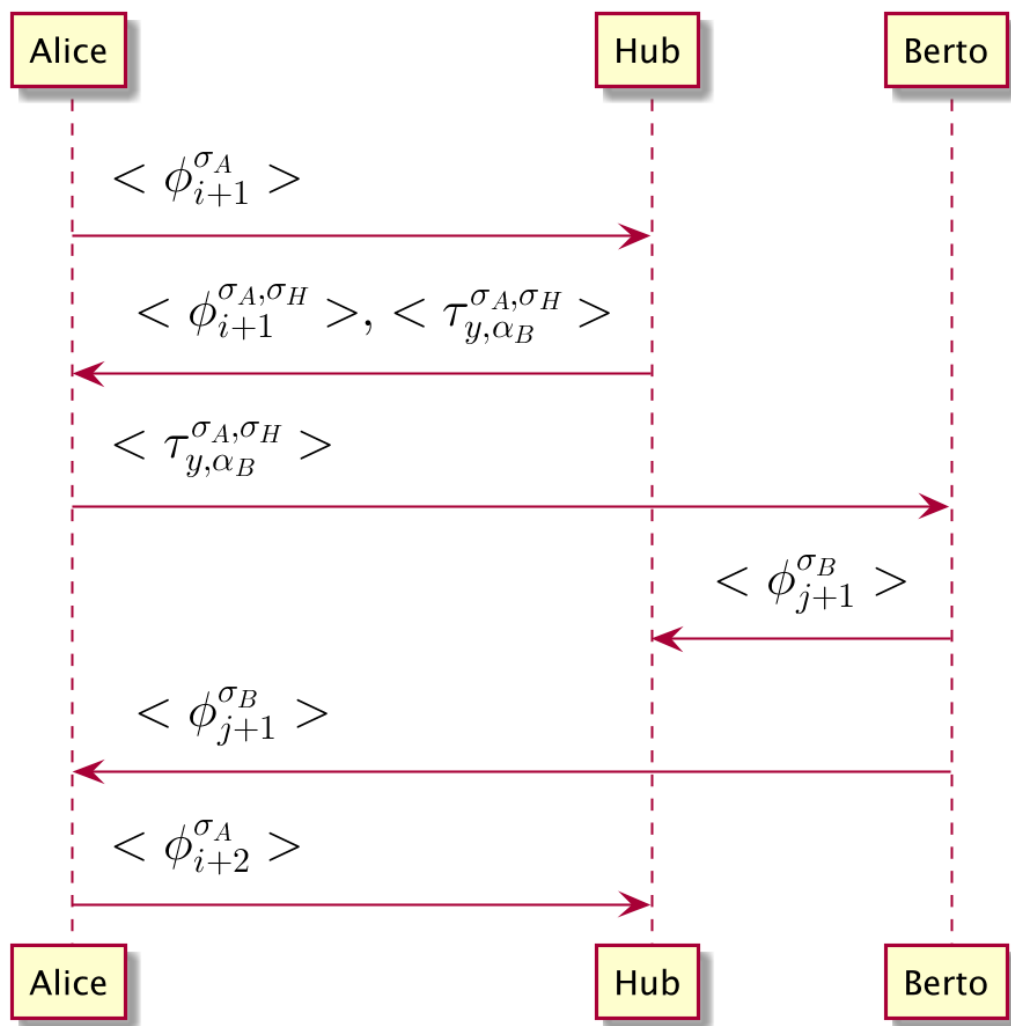 Alice Hub Berto
< ϕ_{i+1}^{σ_A} >
< ϕ_{i+1}^{σ_A,σ_H} >, < τ_{y,α_B}^{σ_A,σ_H} >
< τ_{y,α_B}^{σ_A,σ_H} >
< ϕ_{j+1}^{σ_B} >
< ϕ_{j+1}^{σ_B} >
< ϕ_{i+2}^{σ_A} >
Alice Hub Berto